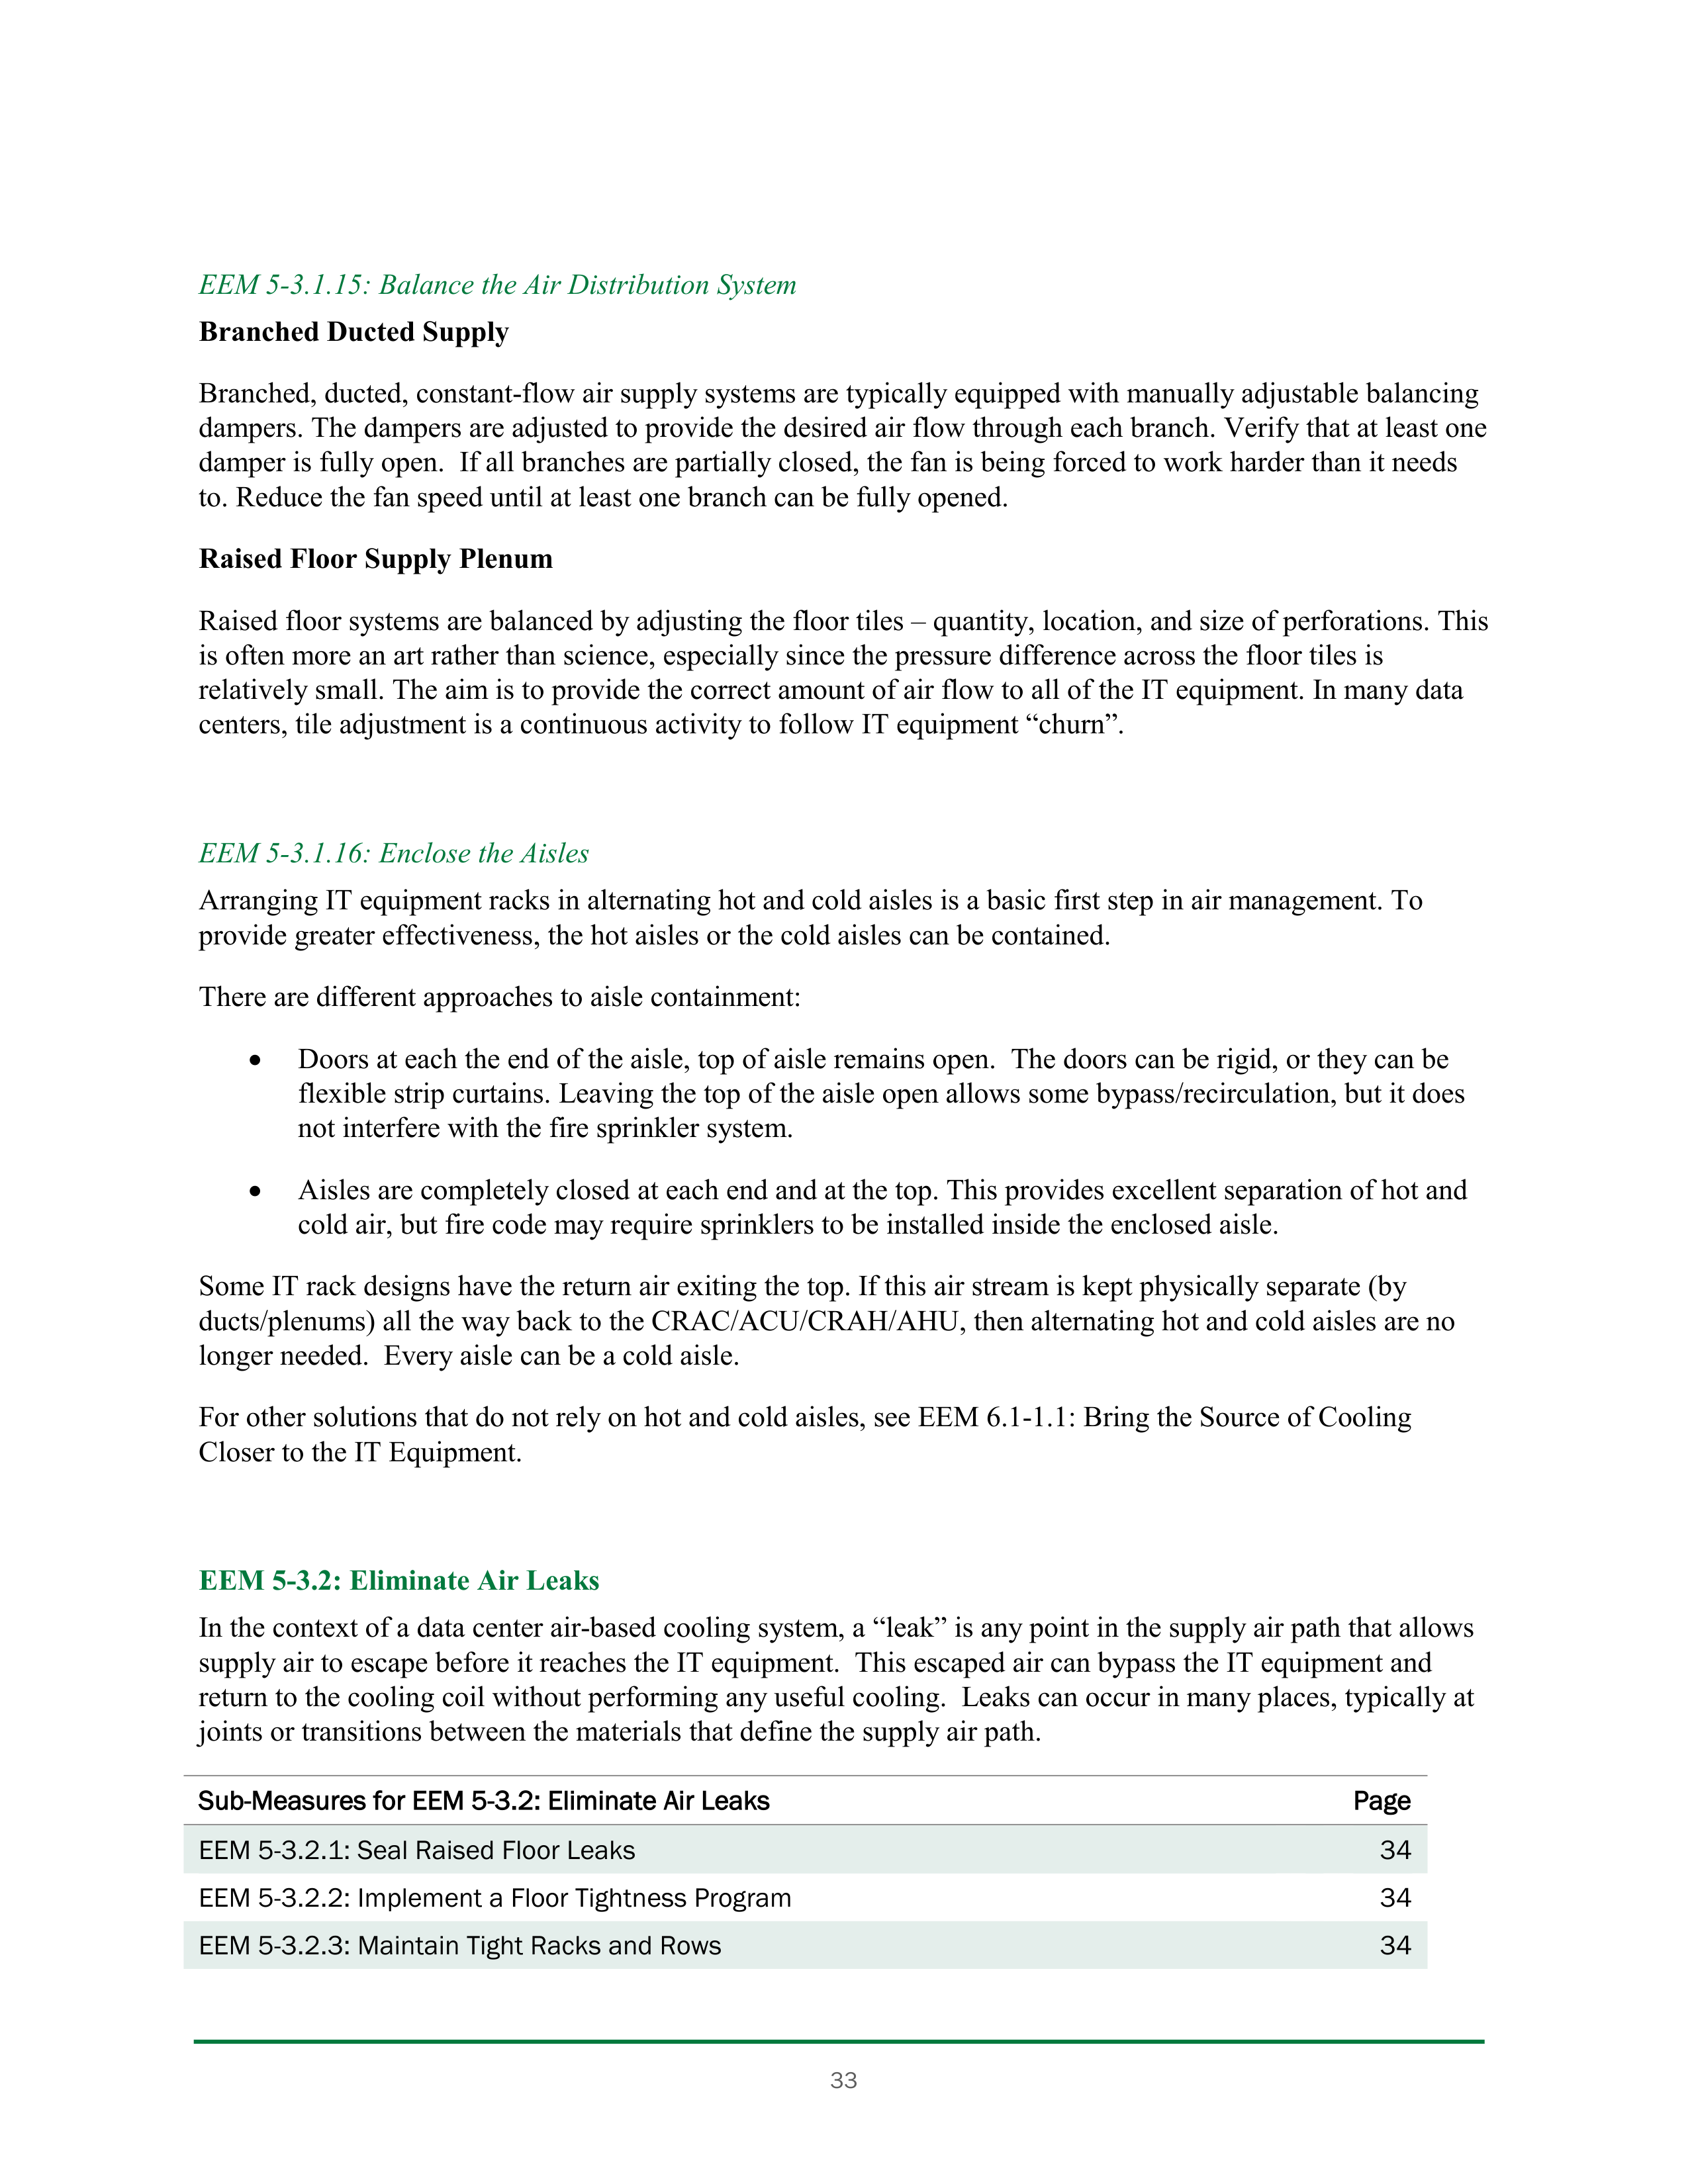 EEM 5-3.1.15: Balance the Air Distribution System
Branched Ducted Supply
Branched, ducted, constant-flow air supply systems are typically equipped with manually adjustable balancing
dampers. The dampers are adjusted to provide the desired air flow through each branch. Verify that at least one
damper is fully open.  If all branches are partially closed, the fan is being forced to work harder than it needs
to. Reduce the fan speed until at least one branch can be fully opened.
Raised Floor Supply Plenum
Raised floor systems are balanced by adjusting the floor tiles – quantity, location, and size of perforations. This
is often more an art rather than science, especially since the pressure difference across the floor tiles is
relatively small. The aim is to provide the correct amount of air flow to all of the IT equipment. In many data
centers, tile adjustment is a continuous activity to follow IT equipment “churn”.
EEM 5-3.1.16: Enclose the Aisles
Arranging IT equipment racks in alternating hot and cold aisles is a basic first step in air management. To
provide greater effectiveness, the hot aisles or the cold aisles can be contained.
There are different approaches to aisle containment:
• Doors at each the end of the aisle, top of aisle remains open.  The doors can be rigid, or they can be
flexible strip curtains. Leaving the top of the aisle open allows some bypass/recirculation, but it does
not interfere with the fire sprinkler system.
• Aisles are completely closed at each end and at the top. This provides excellent separation of hot and
cold air, but fire code may require sprinklers to be installed inside the enclosed aisle.
Some IT rack designs have the return air exiting the top. If this air stream is kept physically separate (by
ducts/plenums) all the way back to the CRAC/ACU/CRAH/AHU, then alternating hot and cold aisles are no
longer needed.  Every aisle can be a cold aisle.
For other solutions that do not rely on hot and cold aisles, see EEM 6.1-1.1: Bring the Source of Cooling
Closer to the IT Equipment.
EEM 5-3.2: Eliminate Air Leaks
In the context of a data center air-based cooling system, a “leak” is any point in the supply air path that allows
supply air to escape before it reaches the IT equipment.  This escaped air can bypass the IT equipment and
return to the cooling coil without performing any useful cooling.  Leaks can occur in many places, typically at
joints or transitions between the materials that define the supply air path.
Sub-Measures for EEM 5-3.2: Eliminate Air Leaks Page
EEM 5-3.2.1: Seal Raised Floor Leaks 34
EEM 5-3.2.2: Implement a Floor Tightness Program 34
EEM 5-3.2.3: Maintain Tight Racks and Rows 34
33